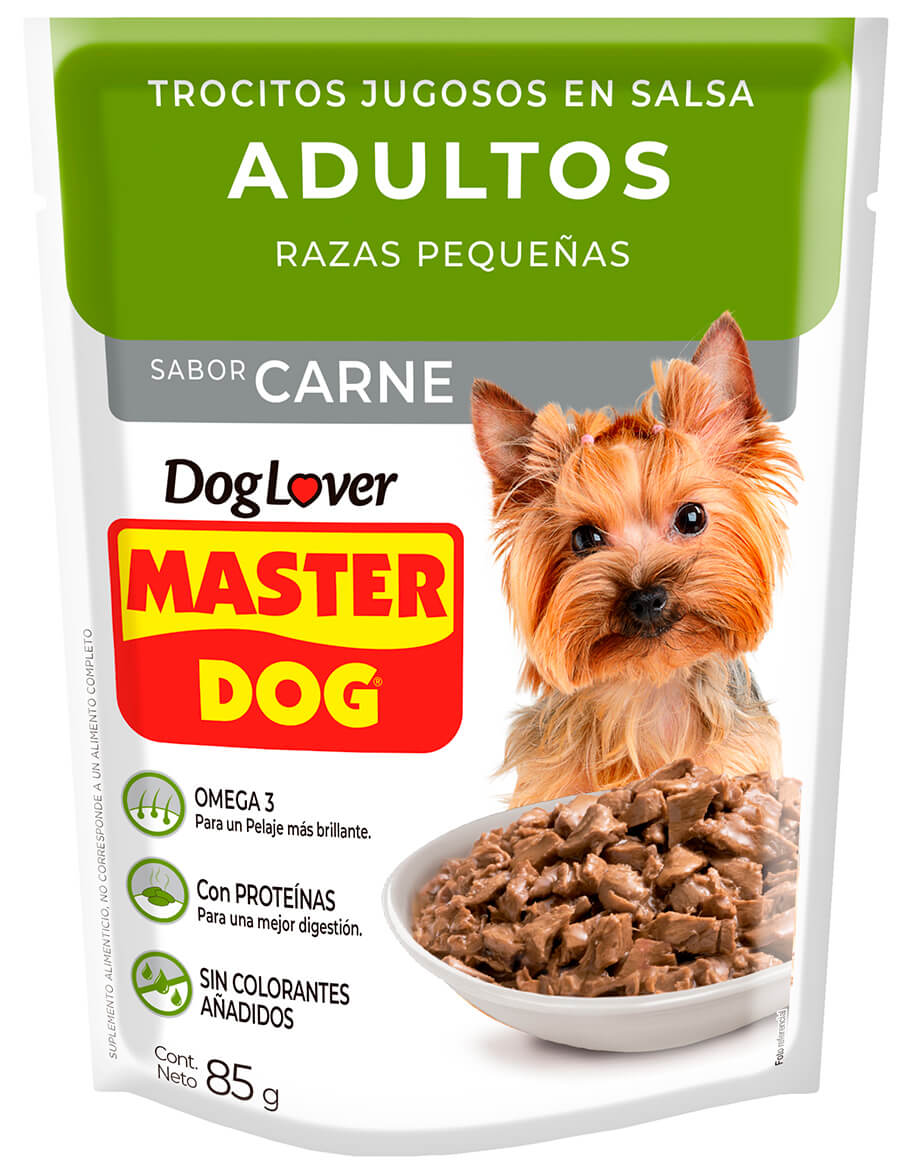 TROCITOS JUGOSOS EN SALSA
ADULTOS
RAZAS PEQUEÑAS
SABOR CARNE
DogLover
MASTER
DOG®
OMEGA 3
Para un Pelaje más brillante.
Con PROTEÍNAS
Para una mejor digestión.
SIN COLORANTES
AÑADIDOS
Cont.
Neto 85 g
SUPLEMENTO ALIMENTICIO, NO CORRESPONDE A UN ALIMENTO COMPLETO
Foto referencial